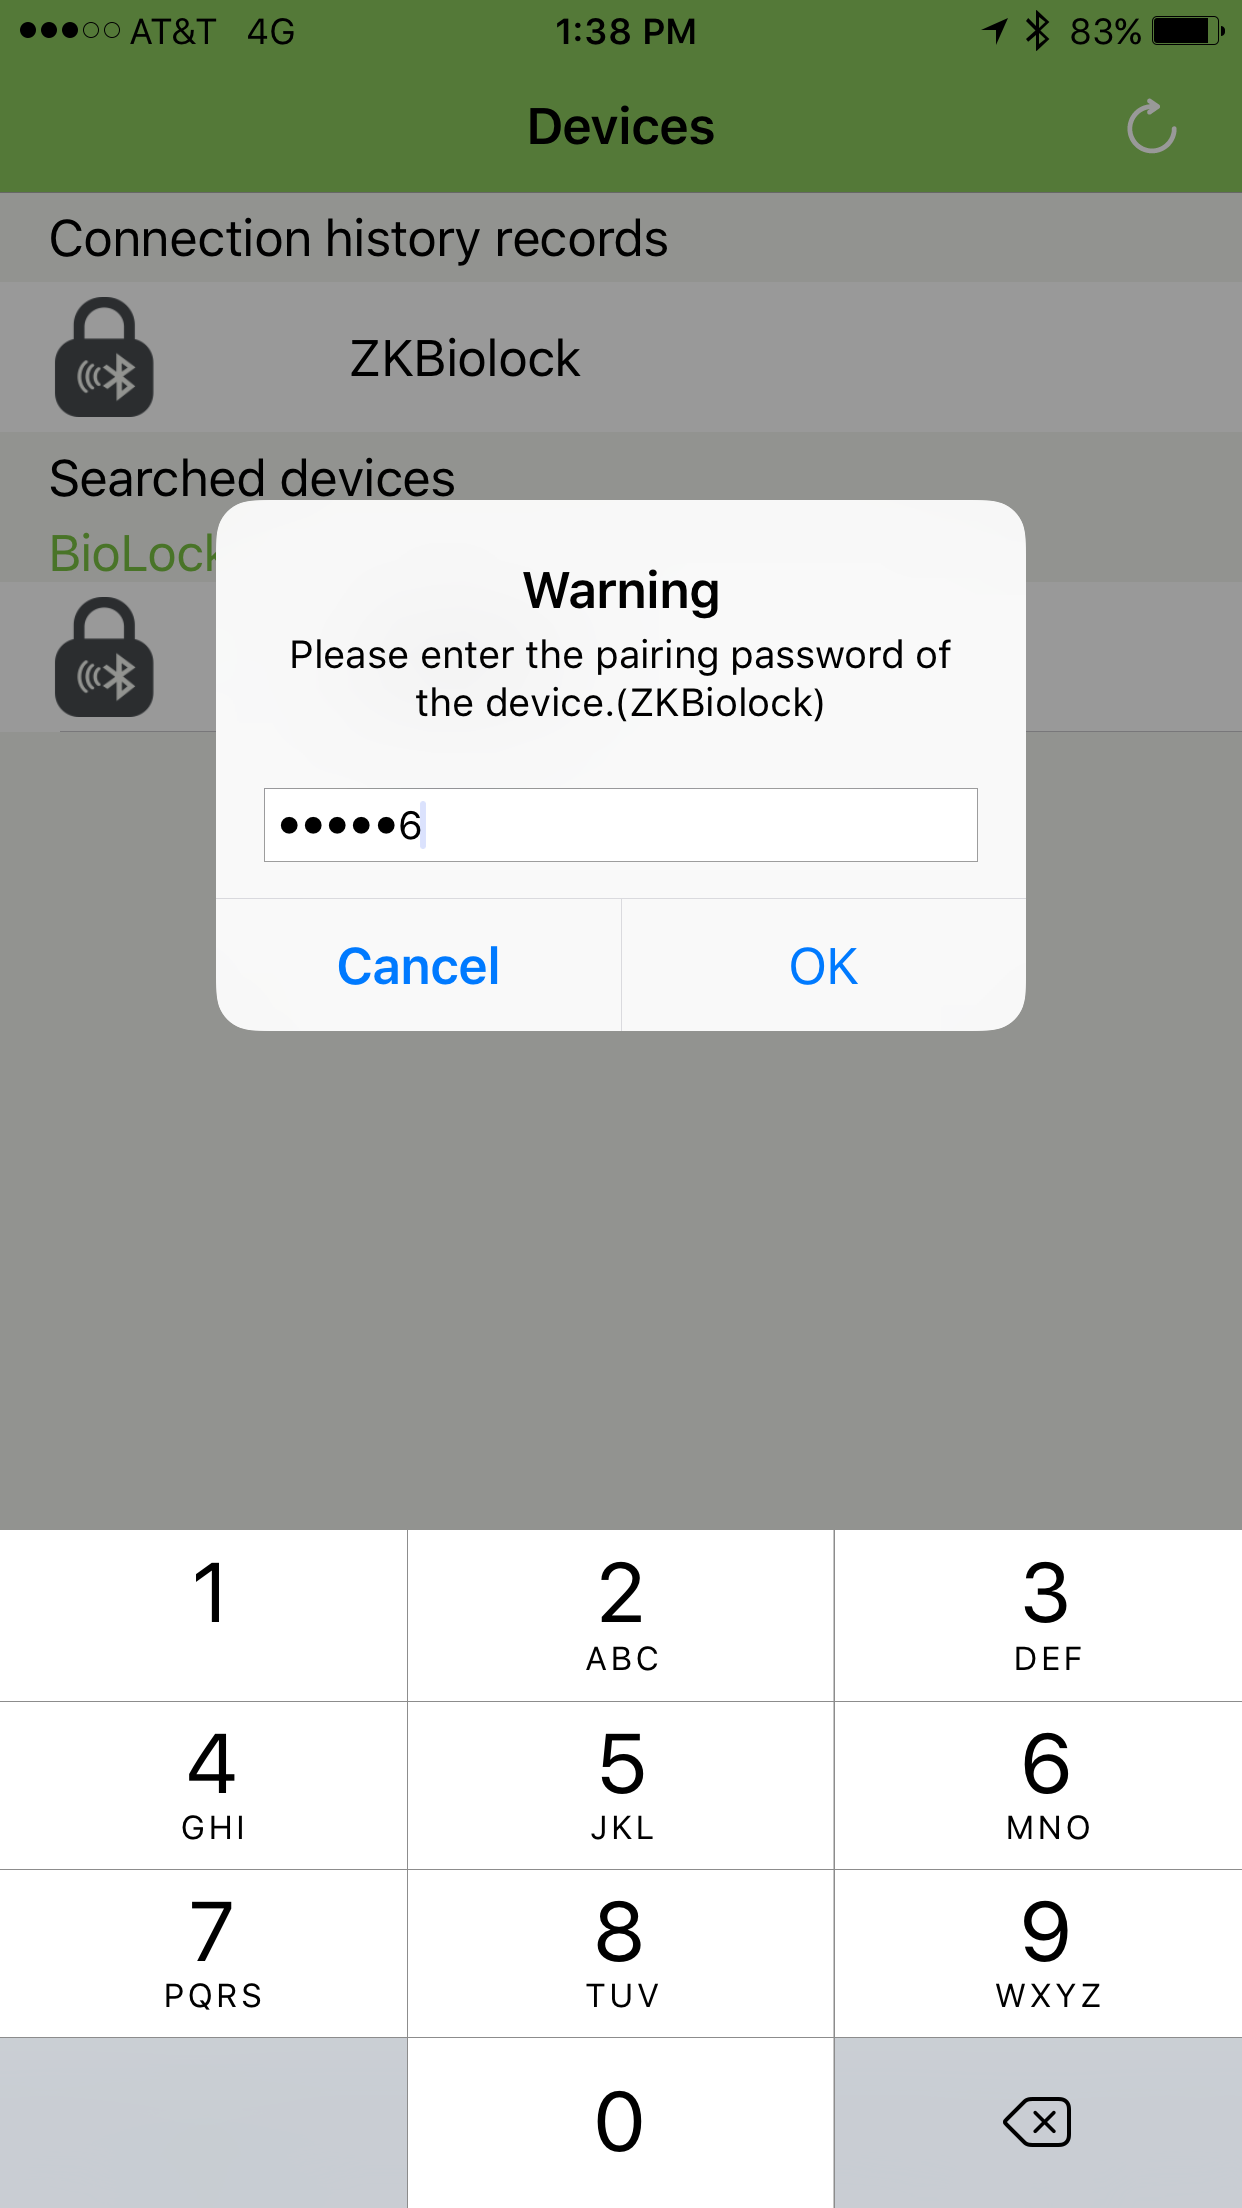 AT&T 4G 1:38 PM 83%
Devices
Connection history records
ZKBiolock
Searched devices
BioLock
Warning
Please enter the pairing password of
the device.(ZKBiolock)
•••••6
Cancel OK
1 2 3
ABC DEF
4 5 6
GHI JKL MNO
7 8 9
PQRS TUV WXYZ
0